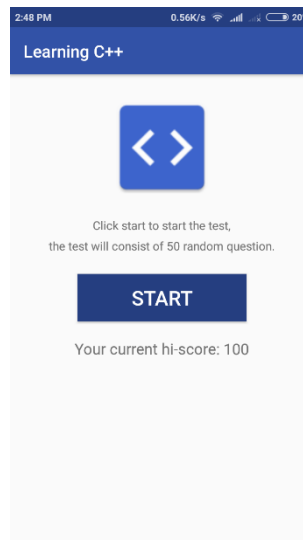 2:48 PM 0.56K/s 20
Learning C++
Click start to start the test,
the test will consist of 50 random question.
START
Your current hi-score: 100